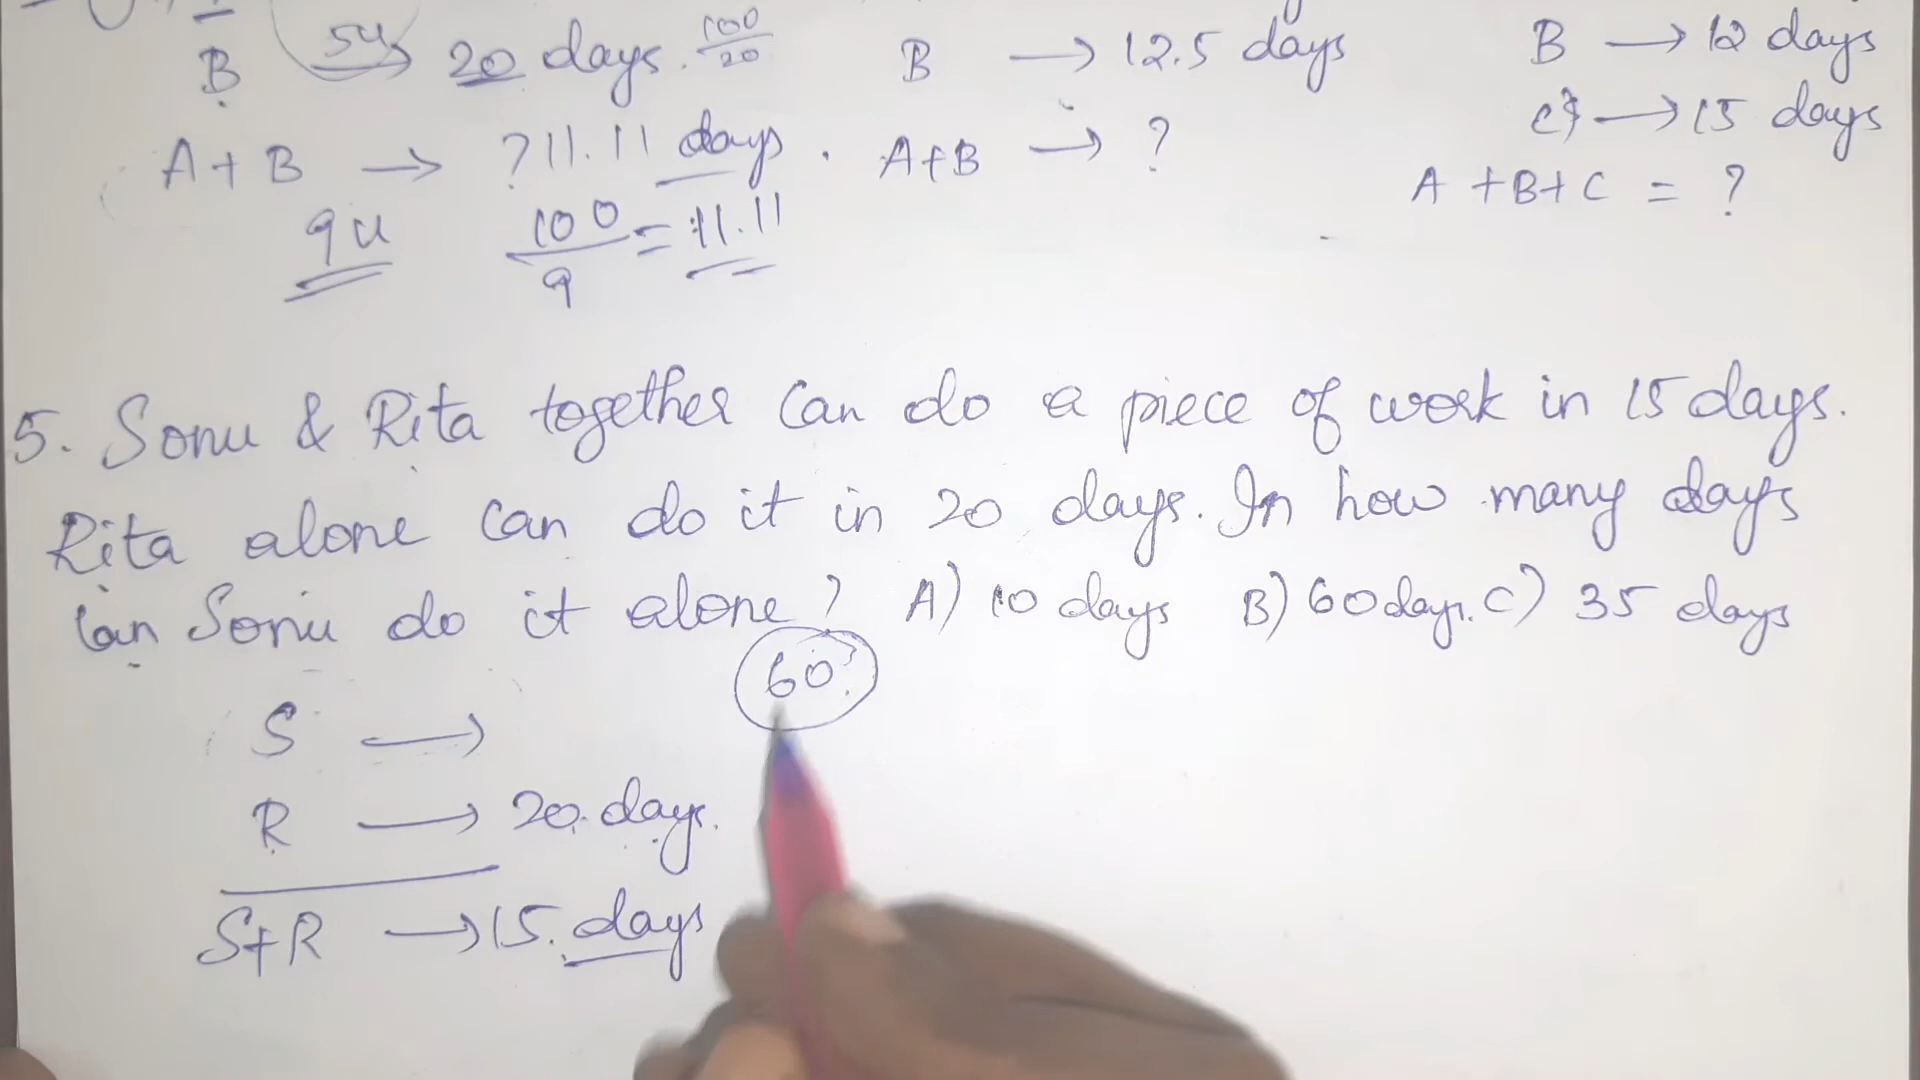 B 5u→ 20 days. 100/20
A + B → ? 11.11 days.
9u 100/9 = 11.11
B → 12.5 days
A+B → ?
B → 12 days
C → 15 days
A + B + C = ?
5. Sonu & Rita together Can do a piece of work in 15 days.
Rita alone can do it in 20 days. In how many days
Can Sonu do it alone? A) 10 days B) 60 days. C) 35 days
60
S →
R → 20 days.
S+R → 15. days